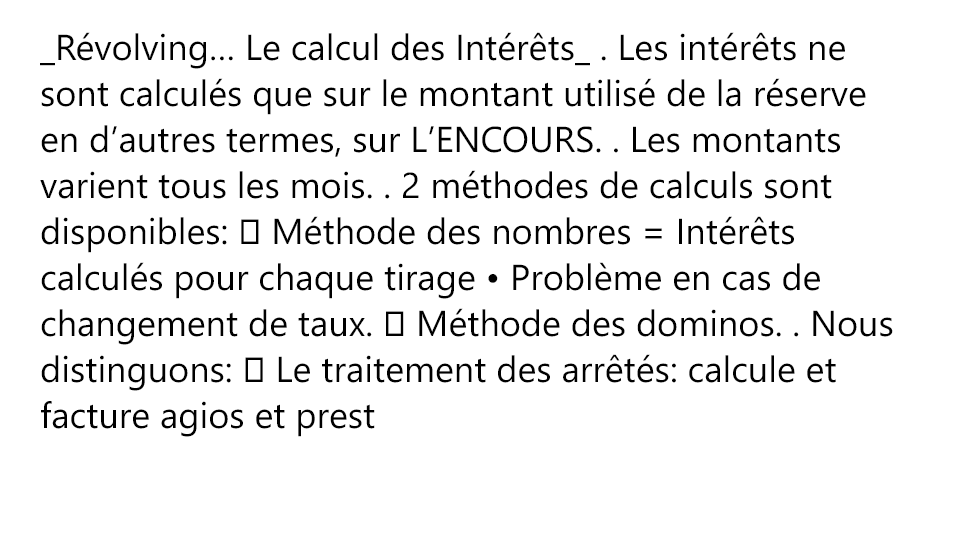 _Révolving... Le calcul des Intérêts_ . Les intérêts ne
sont calculés que sur le montant utilisé de la réserve
en d’autres termes, sur L’ENCOURS. . Les montants
varient tous les mois. . 2 méthodes de calculs sont
disponibles: � Méthode des nombres = Intérêts
calculés pour chaque tirage • Problème en cas de
changement de taux. � Méthode des dominos. . Nous
distinguons: � Le traitement des arrêtés: calcule et
facture agios et prest